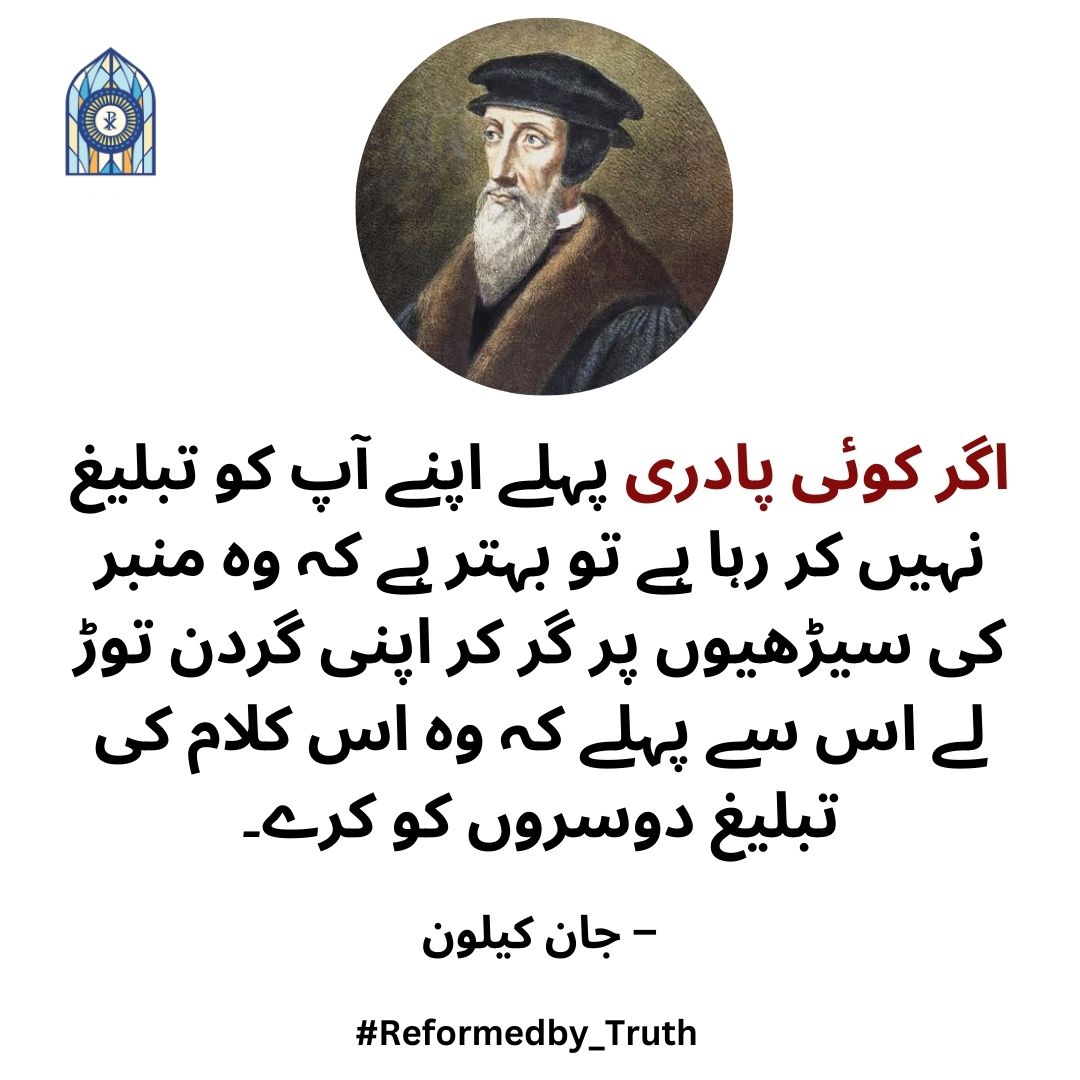 اگر کوئی پادری پہلے اپنے آپ کو تبلیغ
نہیں کر رہا ہے تو بہتر ہے کہ وہ منبر
کی سیڑھیوں پر گر کر اپنی گردن توڑ
لے اس سے پہلے کہ وہ اس کلام کی
تبلیغ دوسروں کو کرے۔
– جان کیلون
#Reformedby_Truth